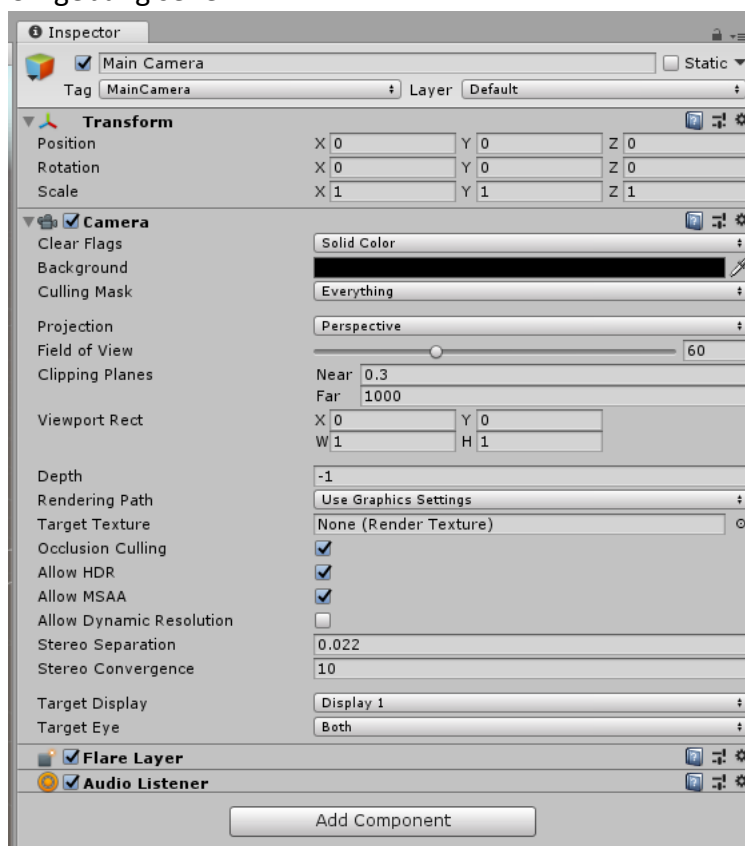 Inspector
Main Camera Static
Tag MainCamera Layer Default
Transform
Position X 0 Y 0 Z 0
Rotation X 0 Y 0 Z 0
Scale X 1 Y 1 Z 1
Camera
Clear Flags Solid Color
Background
Culling Mask Everything
Projection Perspective
Field of View 60
Clipping Planes Near 0.3
Far 1000
Viewport Rect X 0 Y 0
W 1 H 1
Depth -1
Rendering Path Use Graphics Settings
Target Texture None (Render Texture)
Occlusion Culling
Allow HDR
Allow MSAA
Allow Dynamic Resolution
Stereo Separation 0.022
Stereo Convergence 10
Target Display Display 1
Target Eye Both
Flare Layer
Audio Listener
Add Component